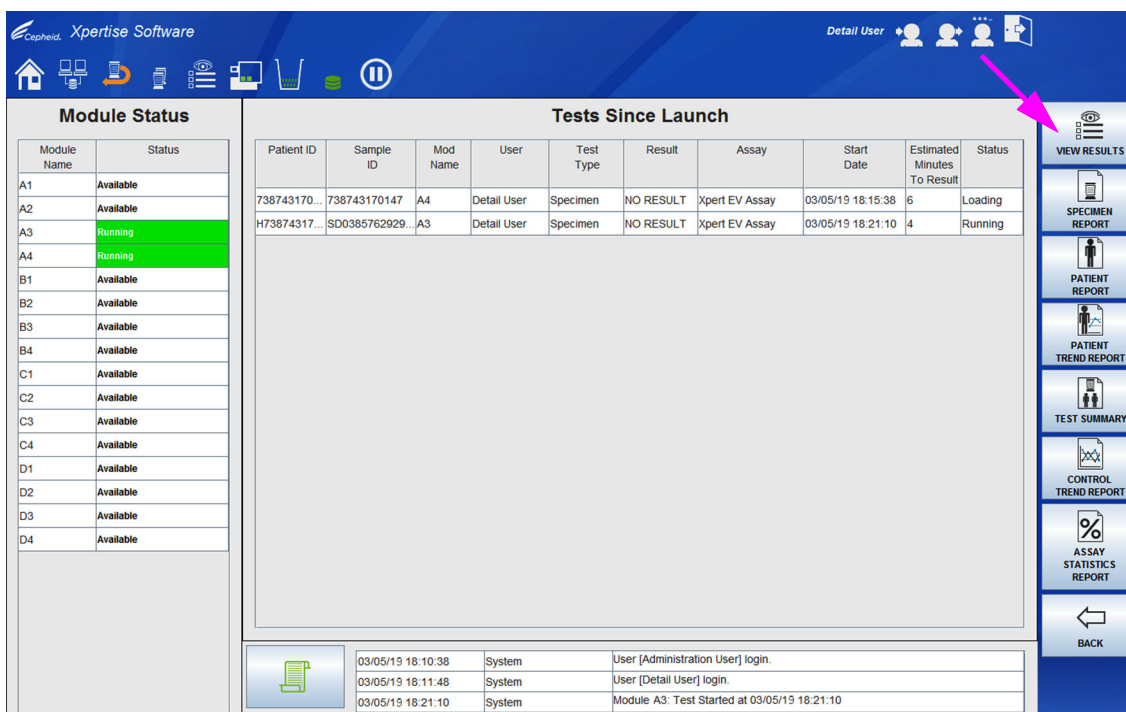 Cepheid. Xpertise Software
Detail User
Module Status
Module Name Status
A1 Available
A2 Available
A3 Running
A4 Running
B1 Available
B2 Available
B3 Available
B4 Available
C1 Available
C2 Available
C3 Available
C4 Available
D1 Available
D2 Available
D3 Available
D4 Available
Tests Since Launch
Patient ID Sample ID Mod Name User Test Type Result Assay Start Date Estimated Minutes To Result Status
738743170... 738743170147 A4 Detail User Specimen NO RESULT Xpert EV Assay 03/05/19 18:15:38 6 Loading
H73874317... SD0385762929... A3 Detail User Specimen NO RESULT Xpert EV Assay 03/05/19 18:21:10 4 Running
03/05/19 18:10:38 System User [Administration User] login.
03/05/19 18:11:48 System User [Detail User] login.
03/05/19 18:21:10 System Module A3: Test Started at 03/05/19 18:21:10
VIEW RESULTS
SPECIMEN
REPORT
PATIENT
REPORT
PATIENT
TREND REPORT
TEST SUMMARY
CONTROL
TREND REPORT
%
ASSAY
STATISTICS
REPORT
BACK